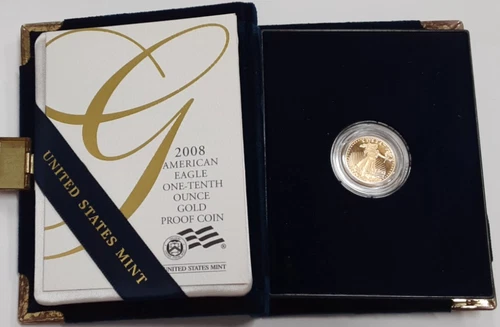 2008
AMERICAN
EAGLE
ONE-TENTH
OUNCE
GOLD
PROOF COIN
UNITED STATES MINT
UNITED STATES MINT